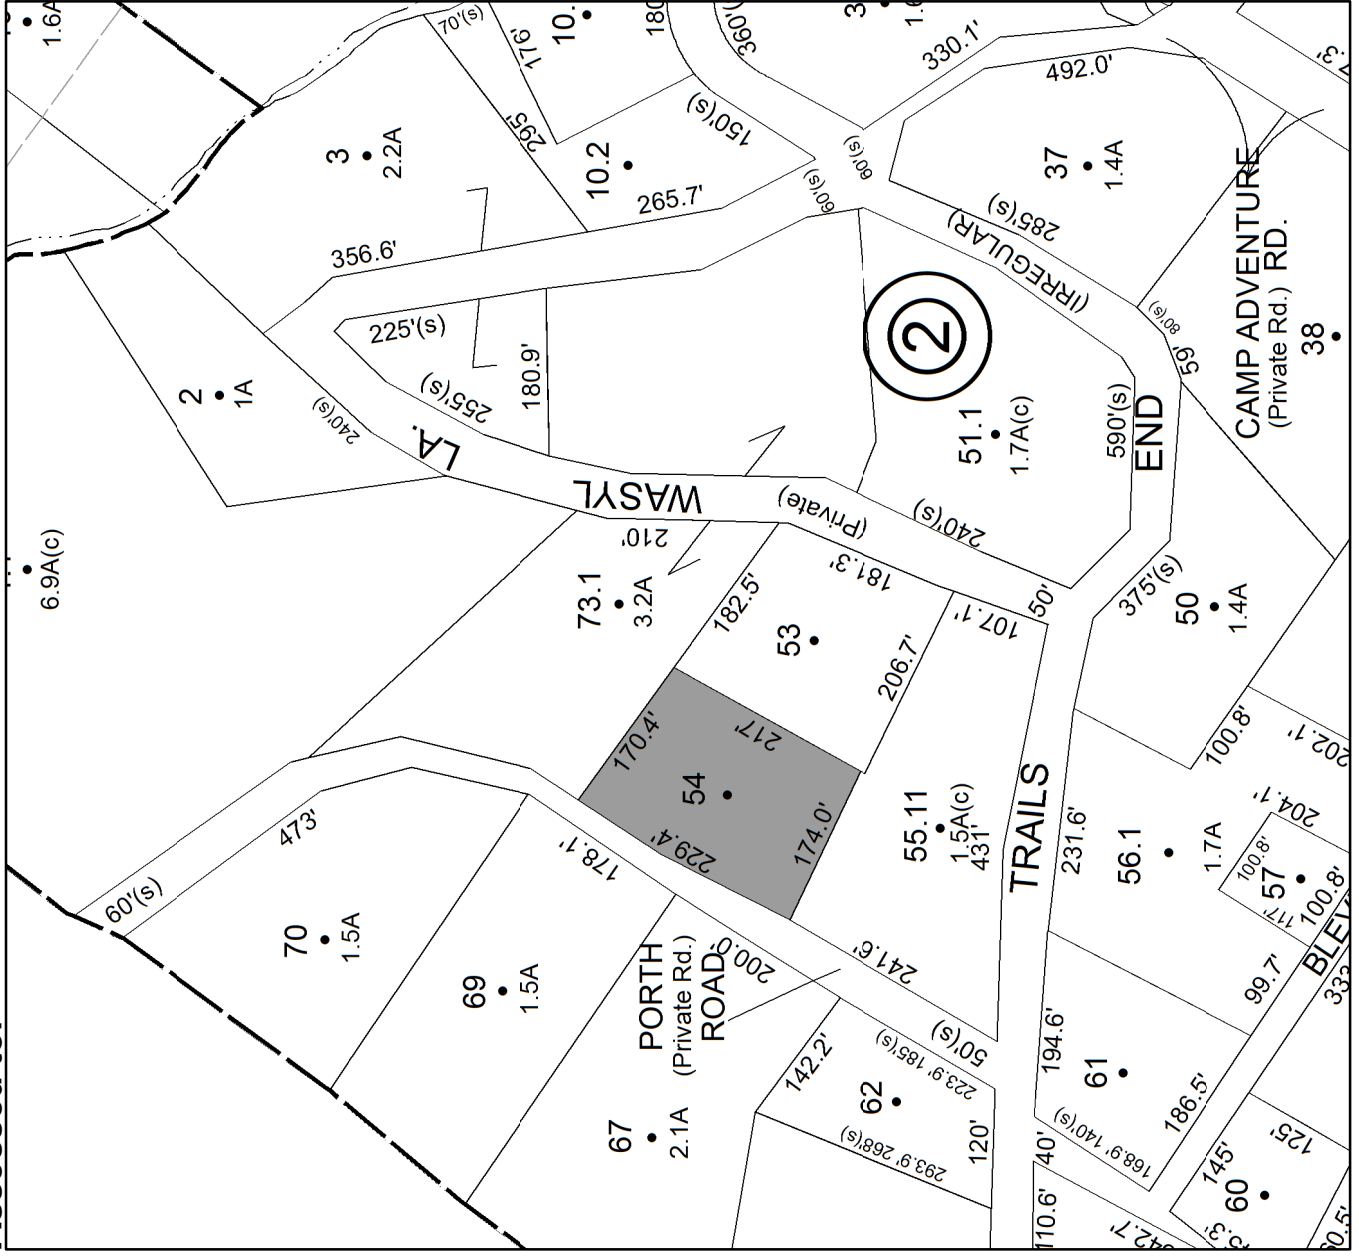 1.6A
6.9A(c)
2
1A
3
2.2A
356.6'
265.7'
295'
176'
70'(s)
10.
180
360'(s)
330.1'
492.0'
10.2
150'(s)
60'(s)
60'(s)
37
1.4A
285'(s)
(IRREGULAR)
CAMP ADVENTURE
(Private Rd.) RD.
38
80'(s)
59'
225'(s)
255'(s)
180.9'
240'(s)
WASYL
LA.
(Private)
2
51.1
1.7A(c)
590'(s)
END
240'(s)
210'
73.1
3.2A
182.5'
53
181.3'
206.7'
107.1'
50'
375'(s)
50
1.4A
170.4'
217'
54
229.4'
174.0'
55.11
1.5A(c)
431'
TRAILS
231.6'
56.1
1.7A
100.8'
202.1'
204.1'
100.8'
57
117'
100.8'
473'
60'(s)
70
1.5A
178.1'
69
1.5A
PORTH
(Private Rd.)
ROAD
200.0'
241.6'
50'(s)
67
2.1A
142.2'
62
223.9' 185'(s)
293.9' 268'(s)
120'
40'
194.6'
61
168.9' 140'(s)
186.5'
99.7'
BLEV
333
145'
125'
60
110.6'
342.7'
5.3'
50.5'